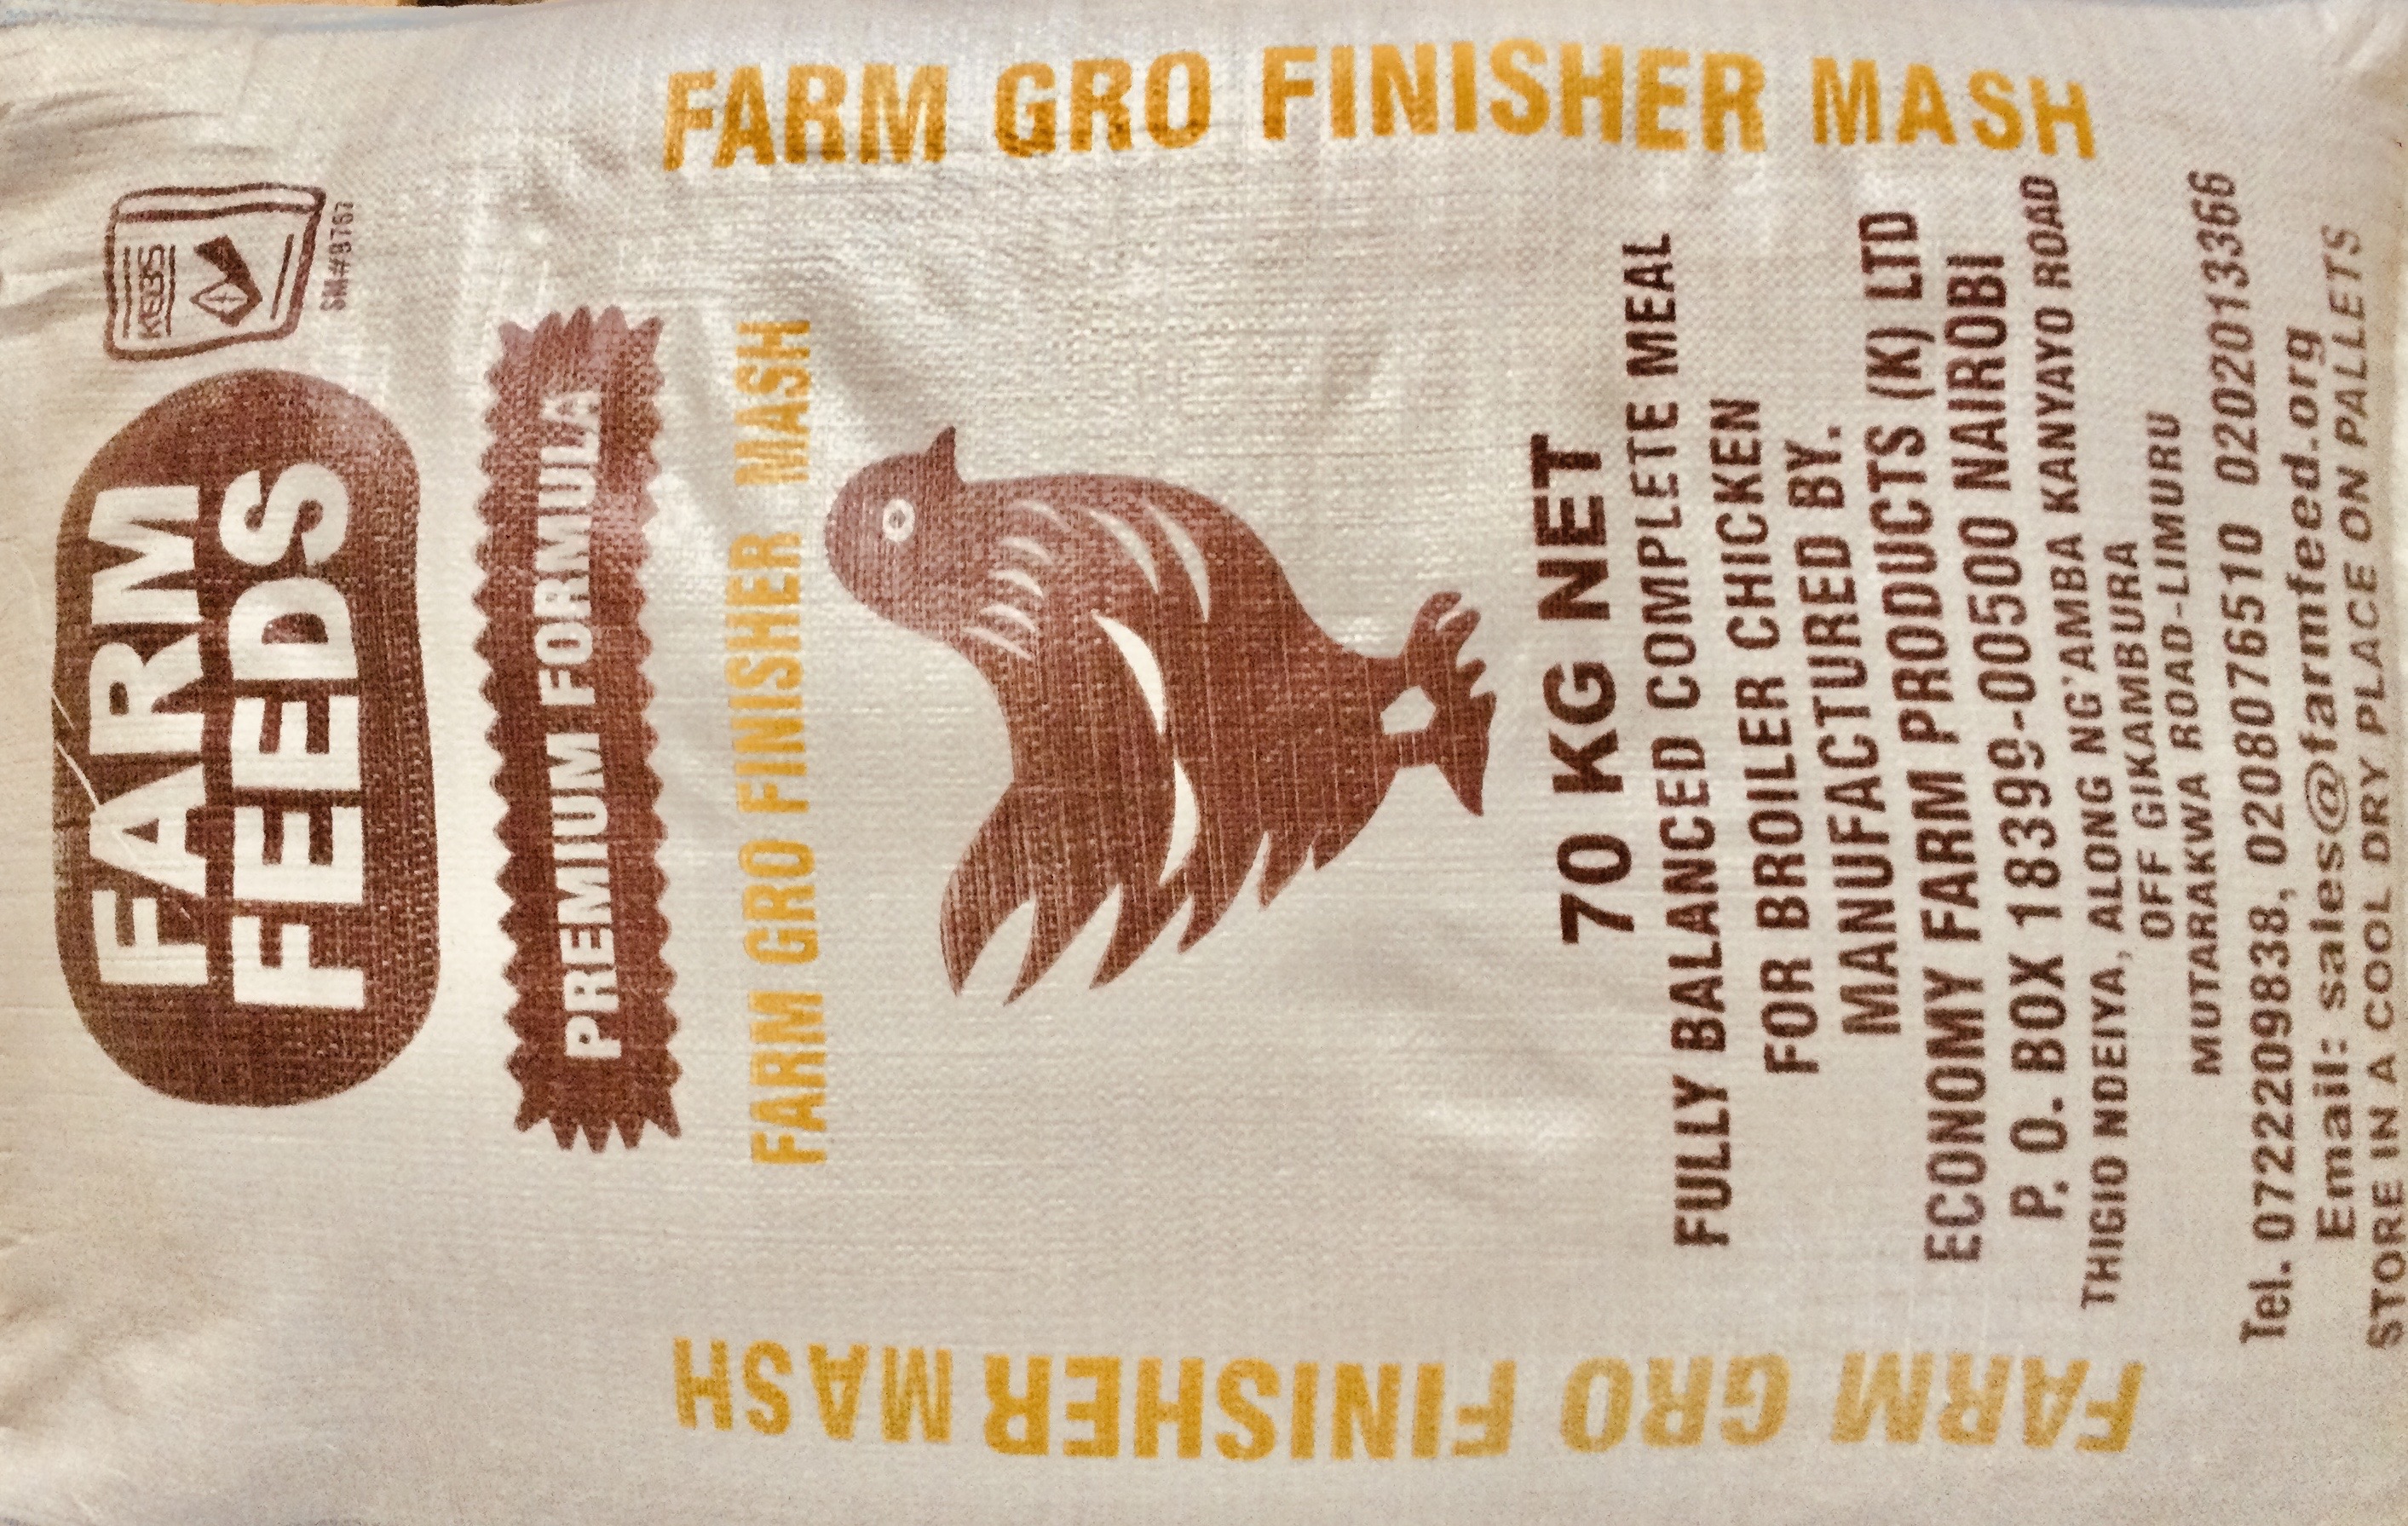 FARM
FEEDS
KEBS
SM#9767
PREMIUM FORMULA
FARM GRO FINISHER MASH
FARM GRO FINISHER MASH
FARM GRO FINISHER MASH
70 KG NET
FULLY BALANCED COMPLETE MEAL
FOR BROILER CHICKEN
MANUFACTURED BY.
ECONOMY FARM PRODUCTS (K) LTD
P. O. BOX 18399-00500 NAIROBI
THIGIO NDEIYA, ALONG NG'AMBA KANYAYO ROAD
OFF GIKAMBURA
MUTARAKWA ROAD-LIMURU
Tel. 0722209838, 0208076510 0202013366
Email: sales@farmfeed.org
STORE IN A COOL DRY PLACE ON PALLETS